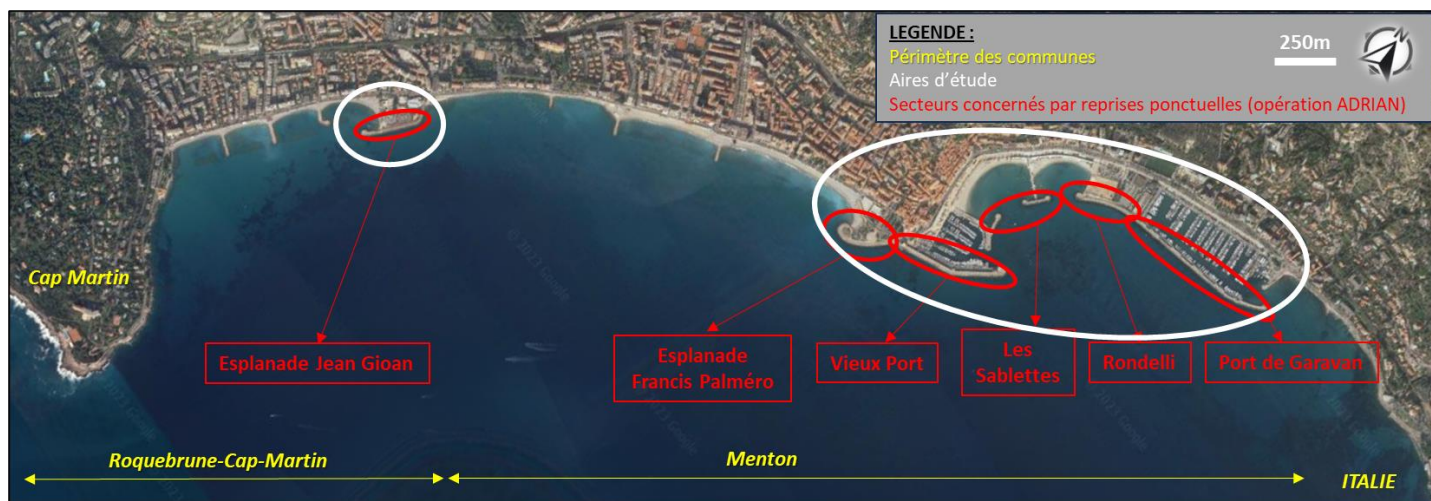 LEGENDE :
Périmètre des communes
Aires d'étude
Secteurs concernés par reprises ponctuelles (opération ADRIAN)
250m
Cap Martin
Esplanade Jean Gioan
Esplanade
Francis Palméro
Vieux Port
Les
Sablettes
Rondelli
Port de Garavan
Roquebrune-Cap-Martin
Menton
ITALIE